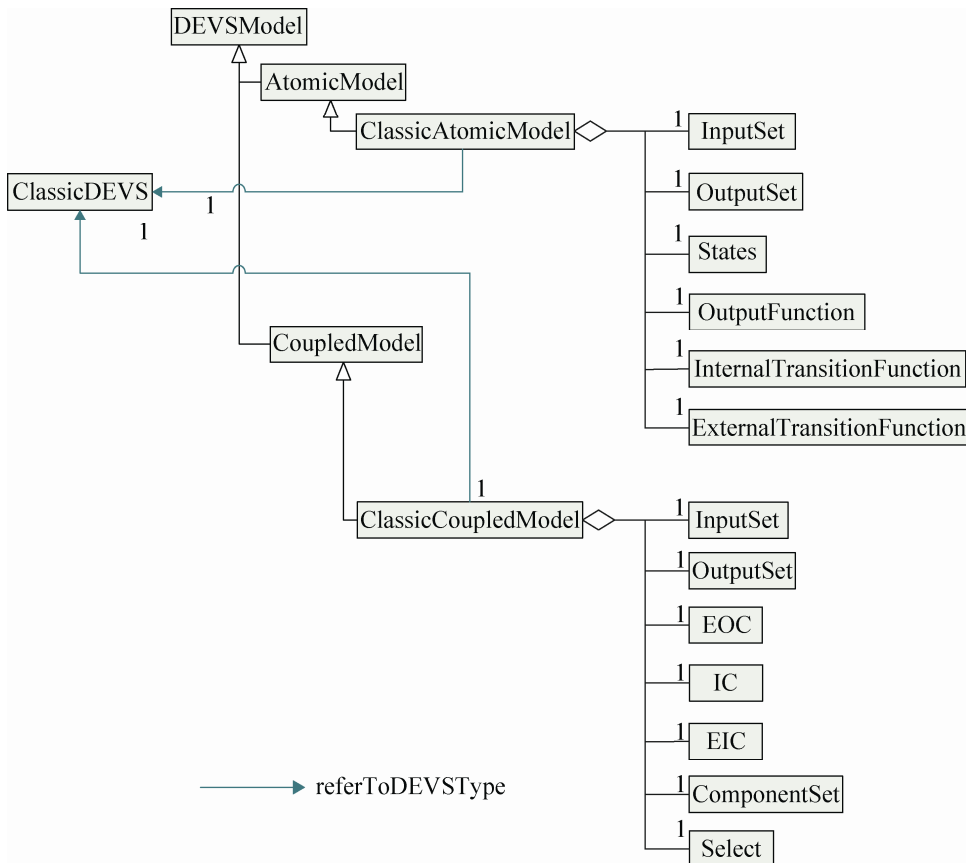 DEVSModel
AtomicModel
ClassicAtomicModel
1
InputSet
ClassicDEVS
1
1
1
OutputSet
1
States
1
OutputFunction
CoupledModel
1
InternalTransitionFunction
1
ExternalTransitionFunction
1
ClassicCoupledModel
1
InputSet
1
OutputSet
1
EOC
1
IC
1
EIC
referToDEVSType
1
ComponentSet
1
Select